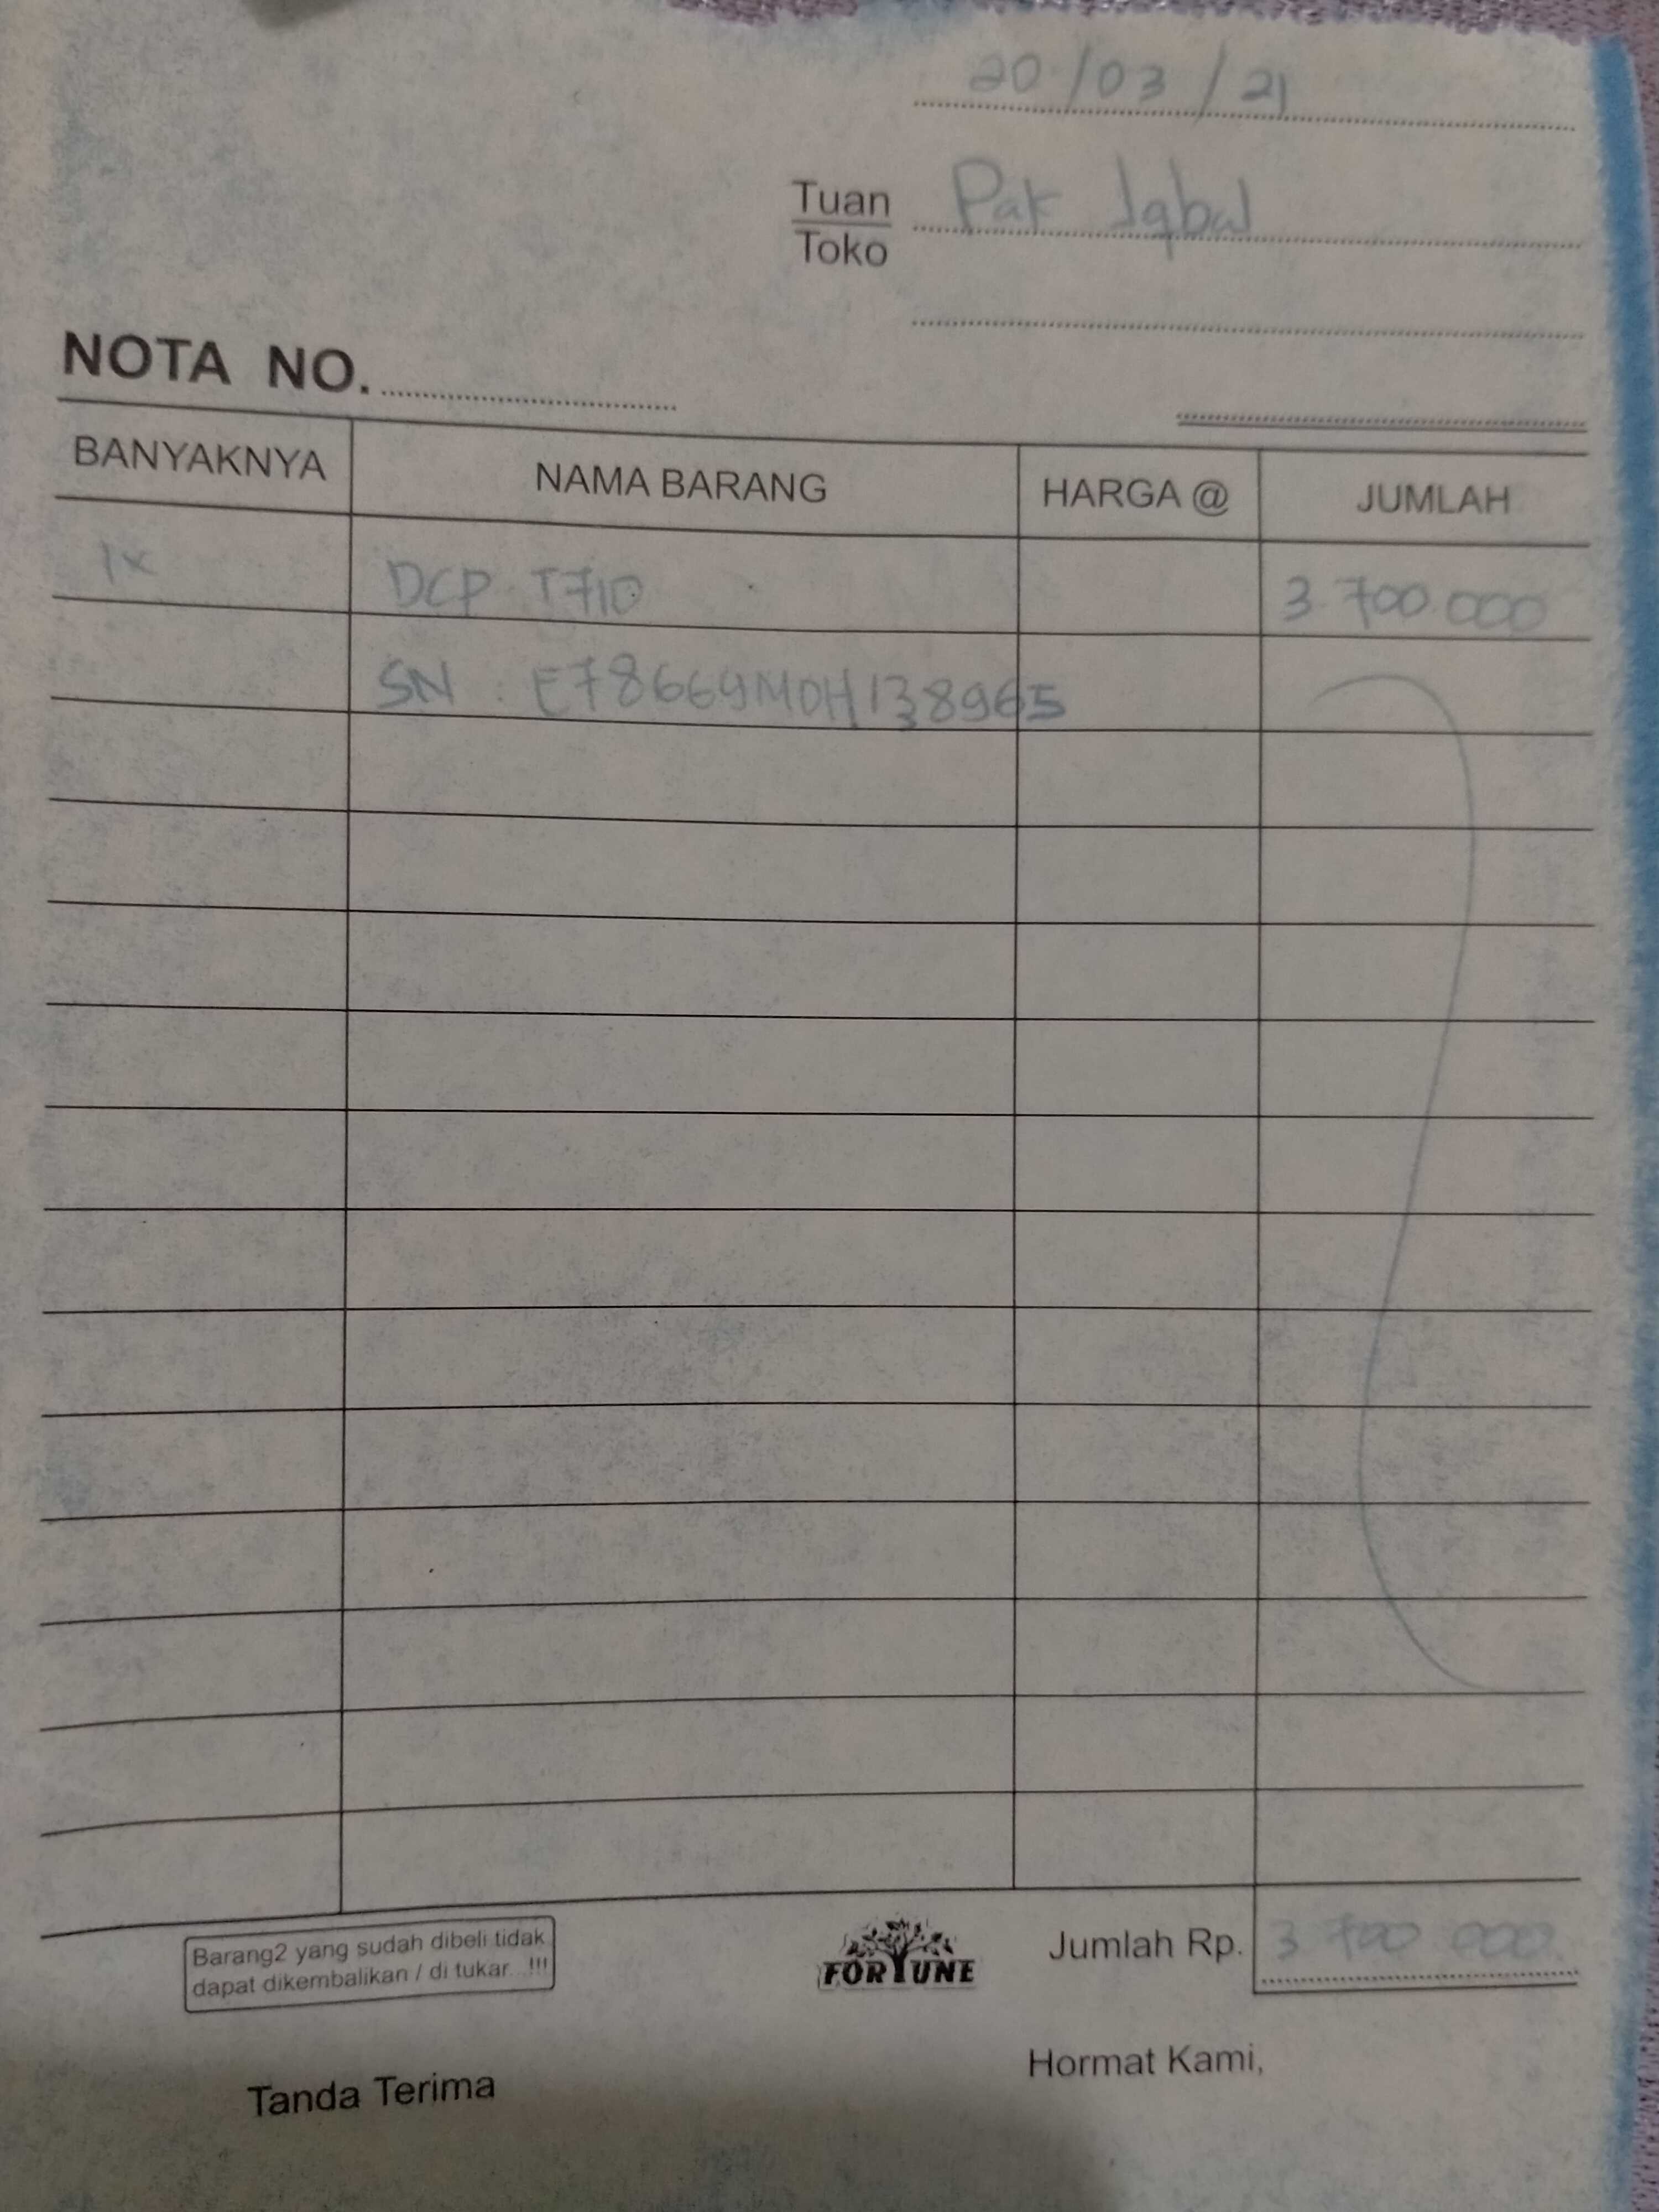 20/03/21
Tuan Pak Iqbal
Toko
NOTA NO.
BANYAKNYA NAMA BARANG HARGA @ JUMLAH
1x DCP T710 3.700.000
SN : E78669M0H138965
Barang2 yang sudah dibeli tidak
dapat dikembalikan / di tukar...!!!
FORTUNE
Jumlah Rp. 3 700 000
Tanda Terima
Hormat Kami,